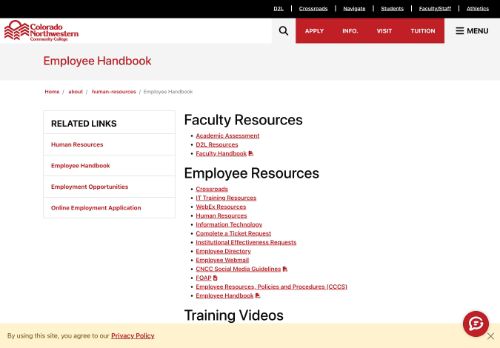 D2L | Crossroads | Navigate | Students | Faculty/Staff | Athletics
Colorado
Northwestern
Community College
APPLY INFO. VISIT TUITION MENU
Employee Handbook
Home / about / human-resources / Employee Handbook
RELATED LINKS
Human Resources
Employee Handbook
Employment Opportunities
Online Employment Application
Faculty Resources
Academic Assessment
D2L Resources
Faculty Handbook
Employee Resources
Crossroads
IT Training Resources
WebEx Resources
Human Resources
Information Technology
Complete a Ticket Request
Institutional Effectiveness Requests
Employee Directory
Employee Webmail
CNCC Social Media Guidelines
FOAP
Employee Resources, Policies and Procedures (CCCS)
Employee Handbook
Training Videos
By using this site, you agree to our Privacy Policy